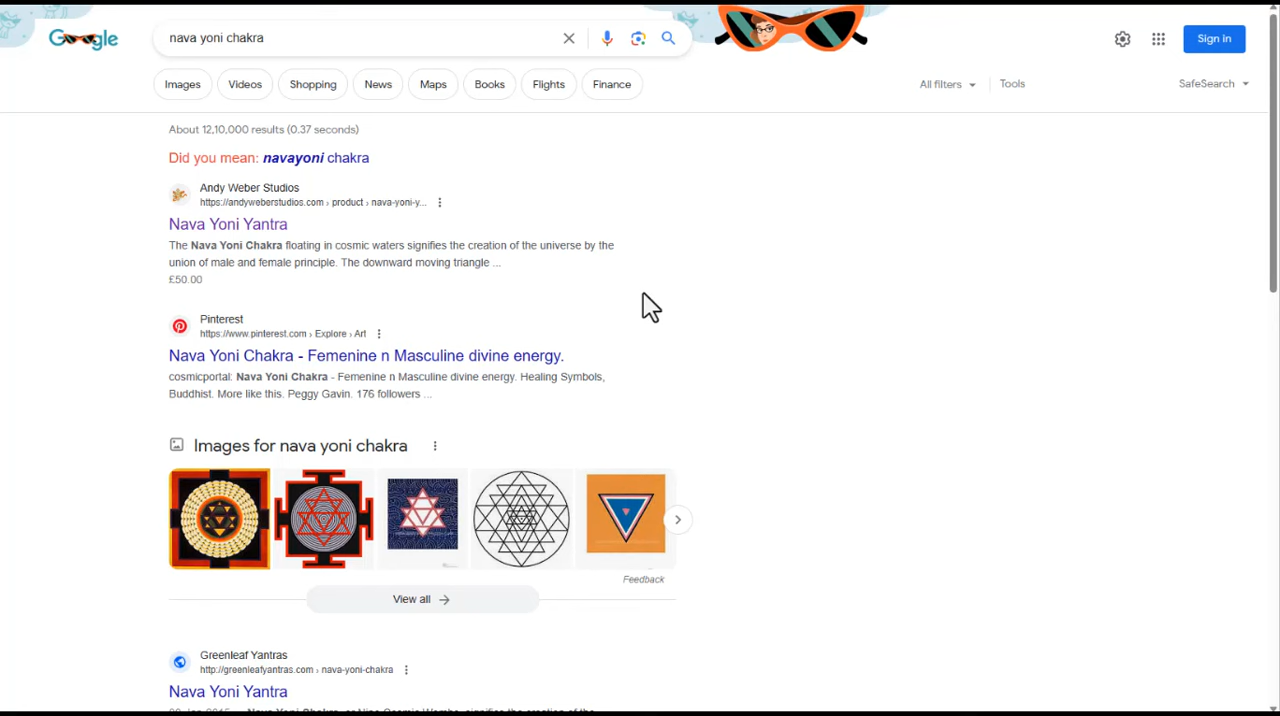 Google
nava yoni chakra
Sign in
Images
Videos
Shopping
News
Maps
Books
Flights
Finance
All filters
Tools
SafeSearch
About 12,10,000 results (0.37 seconds)
Did you mean: navayoni chakra
Andy Weber Studios
https://andyweberstudios.com › product › nava-yoni-y...
Nava Yoni Yantra
The Nava Yoni Chakra floating in cosmic waters signifies the creation of the universe by the
union of male and female principle. The downward moving triangle ...
£50.00
Pinterest
https://www.pinterest.com › Explore › Art
Nava Yoni Chakra - Femenine n Masculine divine energy.
cosmicportal: Nava Yoni Chakra - Femenine n Masculine divine energy. Healing Symbols,
Buddhist. More like this. Peggy Gavin. 176 followers ...
Images for nava yoni chakra
Feedback
View all
Greenleaf Yantras
http://greenleafyantras.com › nava-yoni-chakra
Nava Yoni Yantra